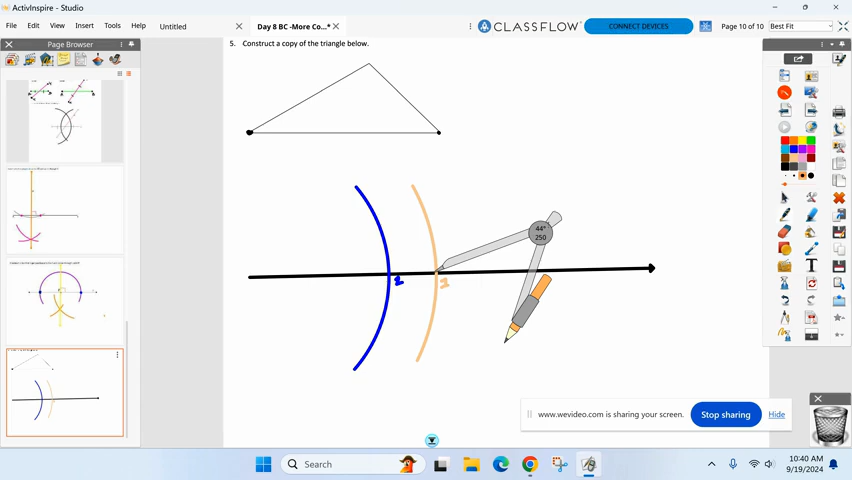 ActivInspire - Studio
File Edit View Insert Tools Help Untitled Day 8 BC -More Co...* CLASSFLOW CONNECT DEVICES Page 10 of 10 Best Fit
Page Browser
5. Construct a copy of the triangle below.
44°
250
2
1
www.wevideo.com is sharing your screen. Stop sharing Hide
Search
10:40 AM
9/19/2024